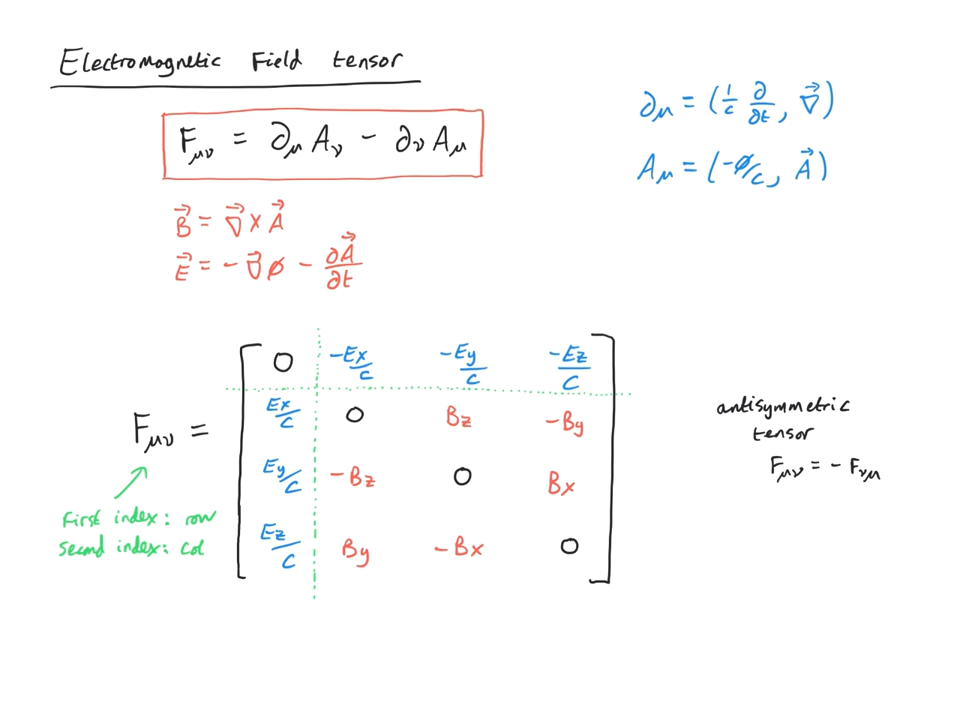 Electromagnetic Field tensor
F_μν = ∂_μ A_ν − ∂_ν A_μ
∂_μ = (1/c ∂/∂t, ∇⃗)
A_μ = (−φ/c, A⃗)
B⃗ = ∇⃗ × A⃗
E⃗ = −∇⃗φ − ∂A⃗/∂t
F_μν =
0 −Ex/c −Ey/c −Ez/c
Ex/c 0 Bz −By
Ey/c −Bz 0 Bx
Ez/c By −Bx 0
First index: row
Second index: col
antisymmetric
tensor
F_μν = − F_νμ